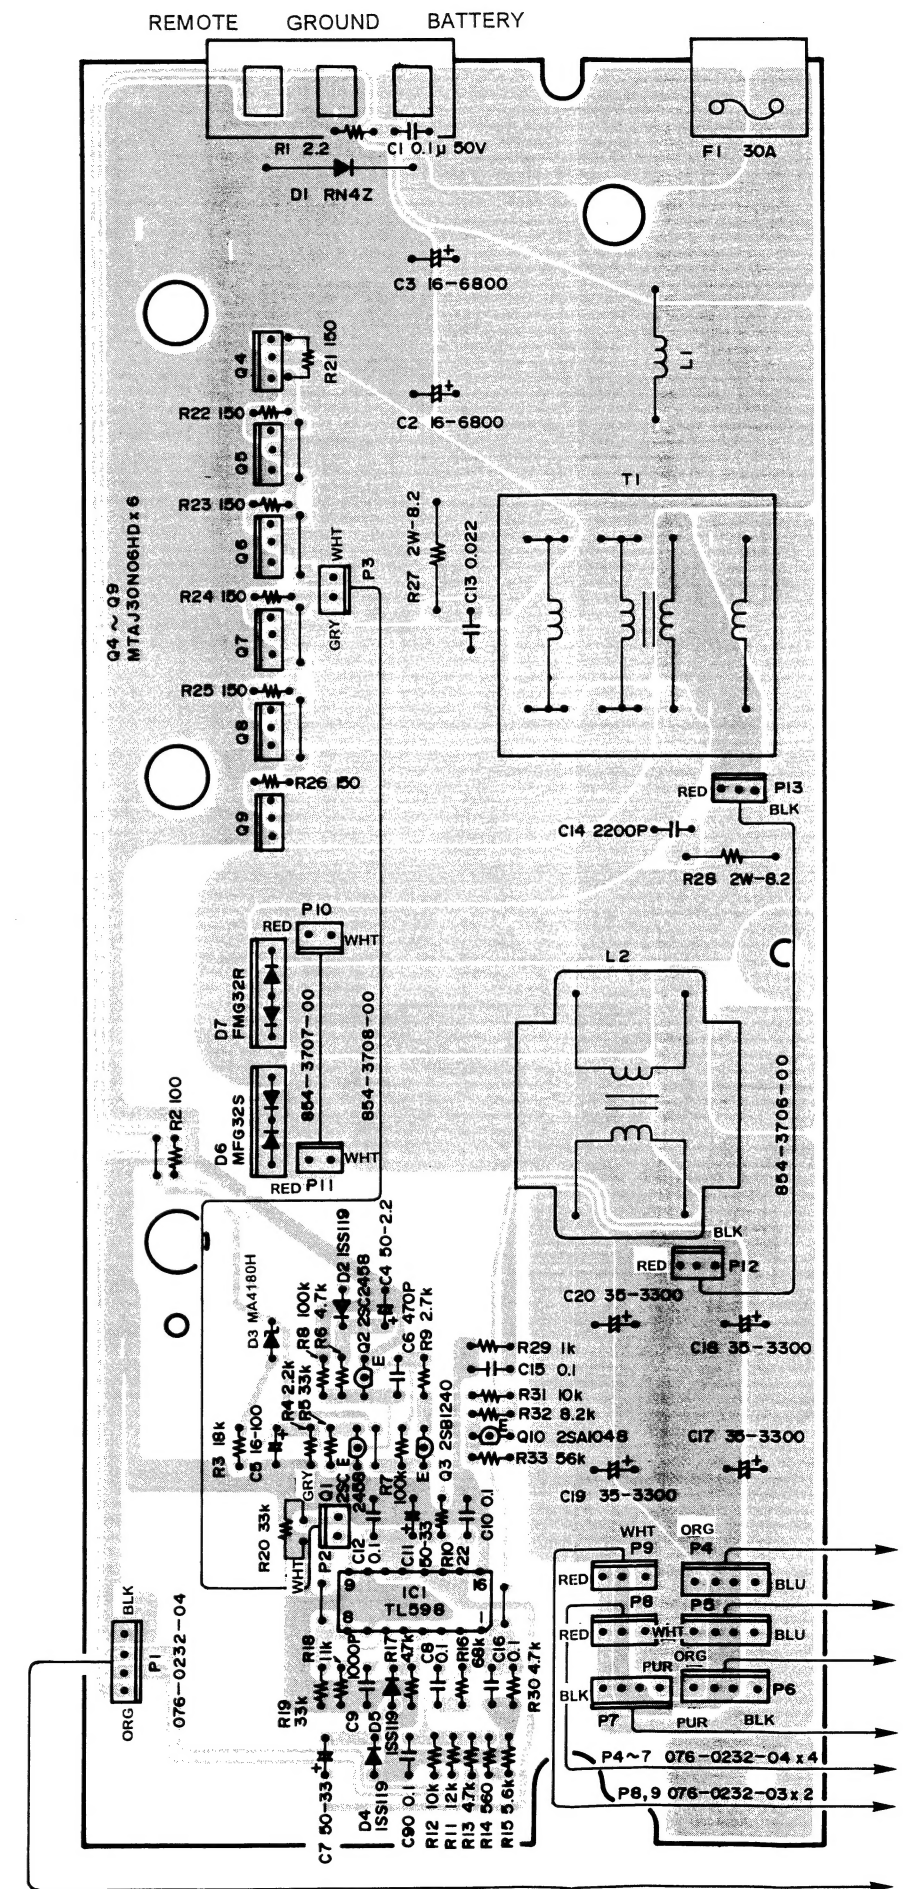 REMOTE GROUND BATTERY
R1 2.2
C1 0.1µ 50V
F1 30A
D1 RN4Z
C3 16-6800
Q4
R21 150
L1
C2 16-6800
R22 150
Q5
T1
R23 150
Q6
WHT
P3
GRY
R27 2W-8.2
C13 0.022
Q4 ~ Q9
MTAJ30N06HD x 6
R24 150
Q7
R25 150
Q8
R26 150
Q9
RED
P13
BLK
C14 2200P
R28 2W-8.2
P10
RED
WHT
L2
D7
FMG32R
854-3707-00
854-3708-00
854-3706-00
R2 100
D6
MFG32S
WHT
RED
P11
BLK
RED
P12
D3 MA4180H
R8 100k
R6 4.7k
D2 ISS119
Q2 2SC2458
E
C4 50-2.2
C6 470P
R9 2.7k
C20 35-3300
C18 35-3300
R29 1k
C15 0.1
R31 10k
R32 8.2k
E
Q10 2SA1048
R33 56k
C17 35-3300
C19 35-3300
R3 18k
C5 16-100
R4 2.2k
R5 33k
GRY
Q1
2SC
2458
E
R7
100k
E
Q3 2SB1240
R20 33k
WHT
P2
C12
0.1
C11
50-33
R10
22
C10 0.1
9
16
IC1
TL598
8
1
WHT
P9
RED
ORG
P4
BLU
P8
RED
WHT
P5
BLU
PUR
ORG
BLK
P6
P7
PUR
BLK
P4~7 076-0232-04 x 4
P8,9 076-0232-03 x 2
BLK
P1
ORG
076-0232-04
R18
11k
R19
33k
1000P
C9
R17
47k
D5
ISS119
C8
0.1
R16
68k
C16
0.1
R30 4.7k
C7 50-33
D4
ISS119
C90 0.1
R12 10k
R11 12k
R13 47k
R14 560
R15 5.6k